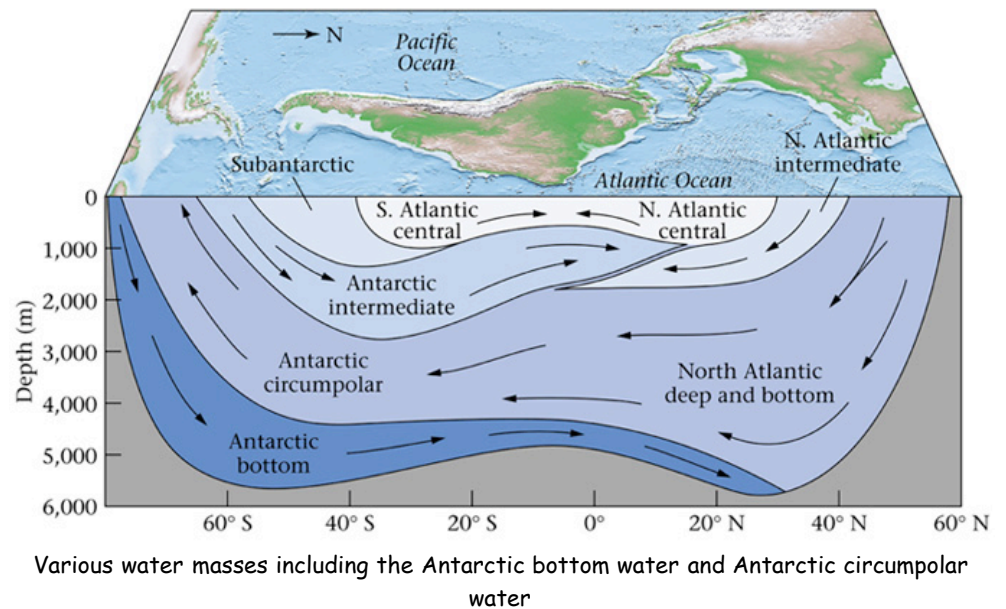 N
Pacific
Ocean
Subantarctic
N. Atlantic
intermediate
Atlantic Ocean
S. Atlantic
central
N. Atlantic
central
Antarctic
intermediate
Antarctic
circumpolar
North Atlantic
deep and bottom
Antarctic
bottom
Depth (m)
0
1,000
2,000
3,000
4,000
5,000
6,000
60° S
40° S
20° S
0°
20° N
40° N
60° N
Various water masses including the Antarctic bottom water and Antarctic circumpolar
water